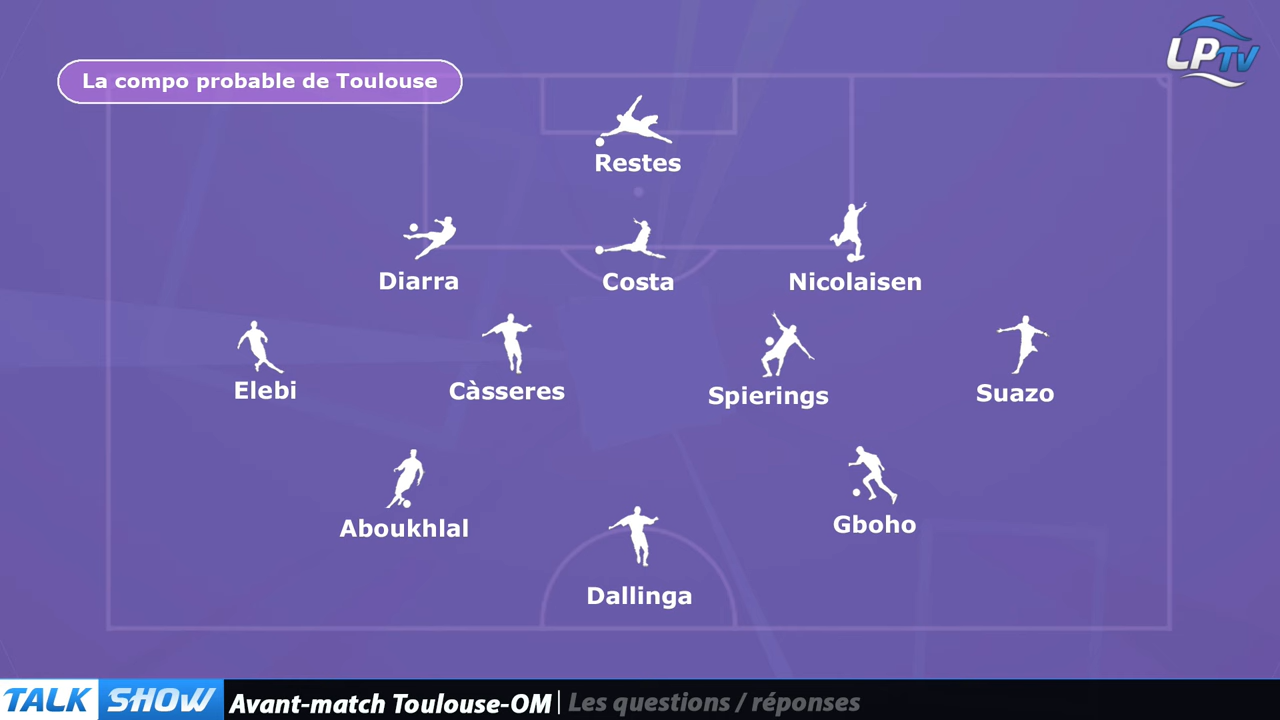 LPTV
La compo probable de Toulouse
Restes
Diarra Costa Nicolaisen
Elebi Càsseres Spierings Suazo
Aboukhlal Gboho
Dallinga
TALK SHOW Avant-match Toulouse-OM | Les questions / réponses